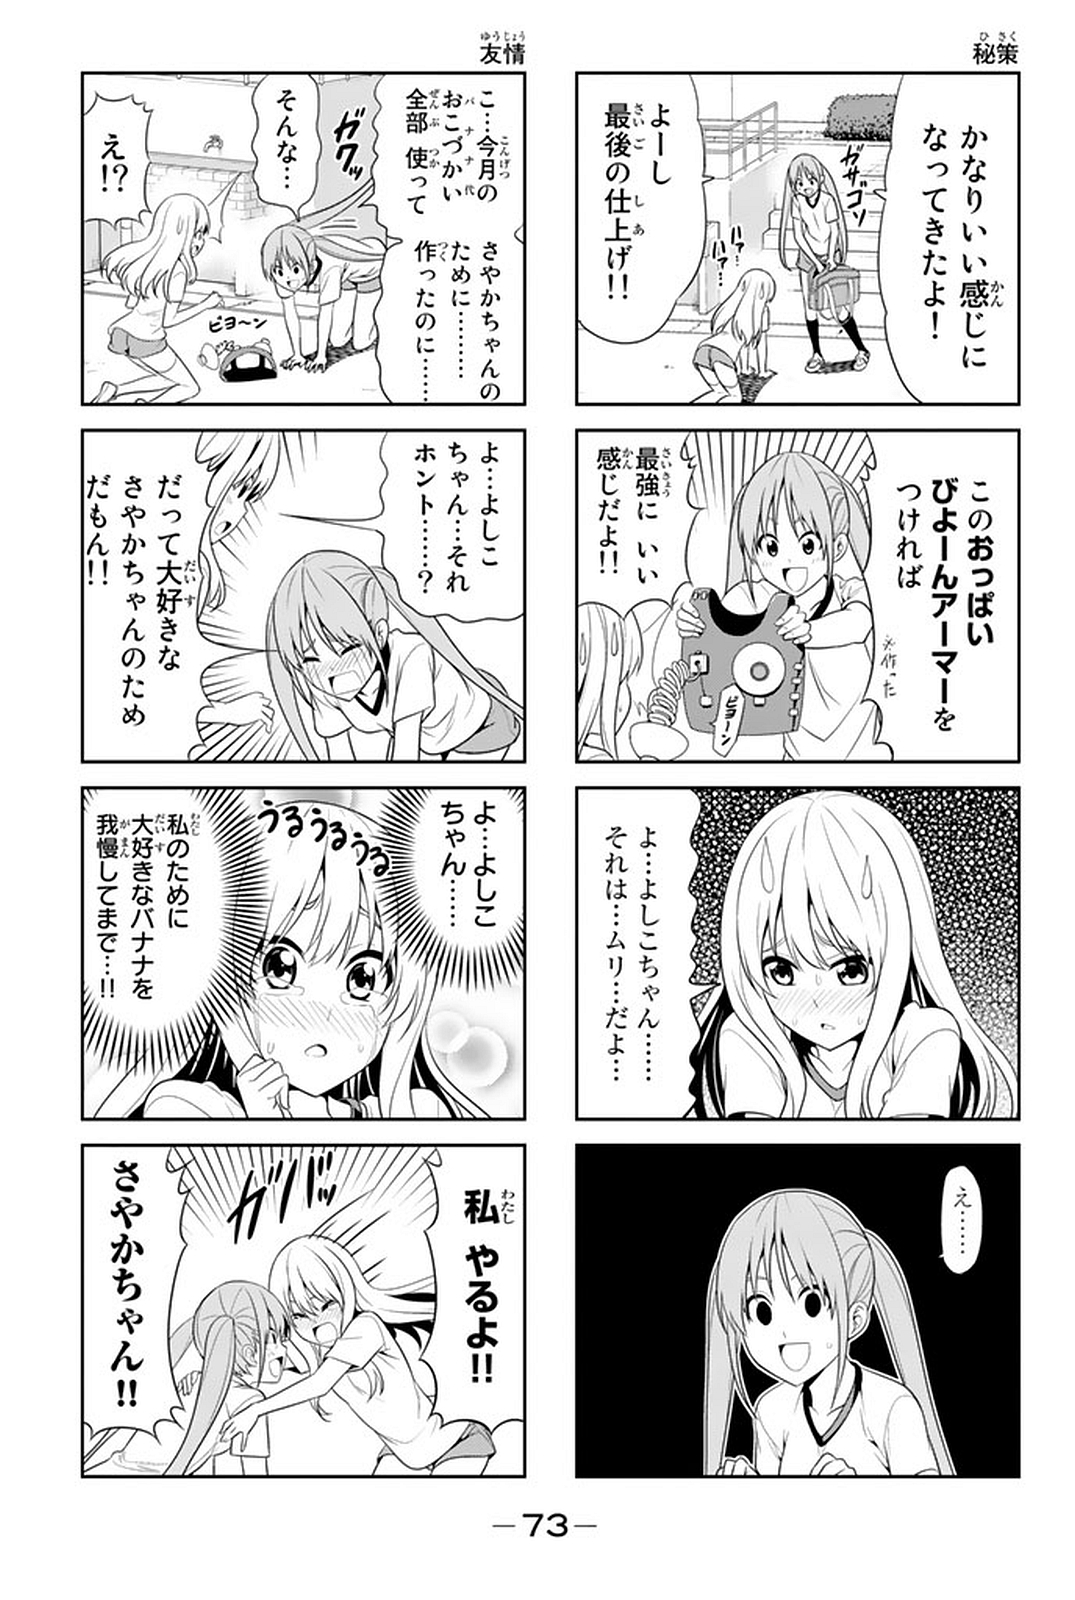 秘策
かなりいい感じに
なってきたよ！
ガサゴソ
ハァハァ
よーし
最後の仕上げ!!
このおっぱい
びよーんアーマーを
つければ
※作った
最強に いい
感じだよ!!
ビヨーン
よ…よしこちゃん……
それは…ムリ…だよ…
え……
友情
こ…今月の
おこづかい
全部 使って
さやかちゃんの
ために………
作ったのに……
ガクッ
そんな…
え!?
ビヨ～ン
よ…よしこ
ちゃん…それ
ホント……？
だって大好きな
さやかちゃんのため
だもん!!
よ…よしこ
ちゃん……
うるうるうる
私のために
大好きなバナナを
我慢してまで…!!
私 やるよ!!
ガバッ
さやかちゃん!!
―73―